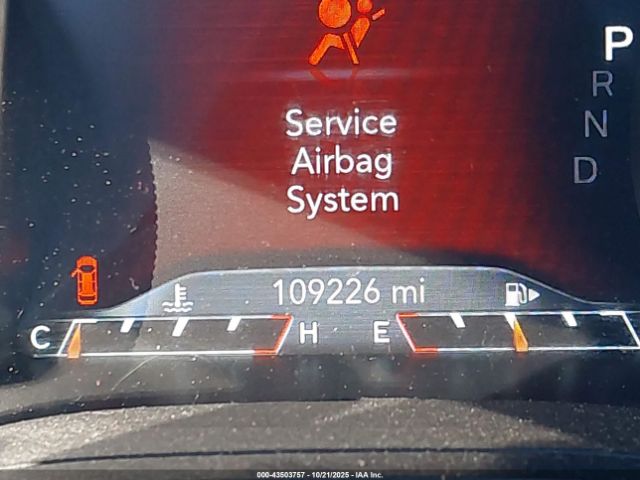 P
R
N
D
Service
Airbag
System
109226 mi
C H E
000-43503757 - 10/21/2025 - IAA Inc.